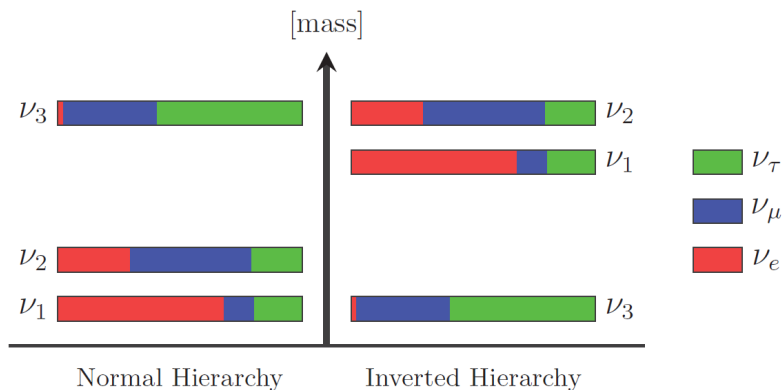 [mass]
ν₃
ν₂
ν₁
ν₂
ν₁
ν₃
ντ
νμ
νe
Normal Hierarchy
Inverted Hierarchy